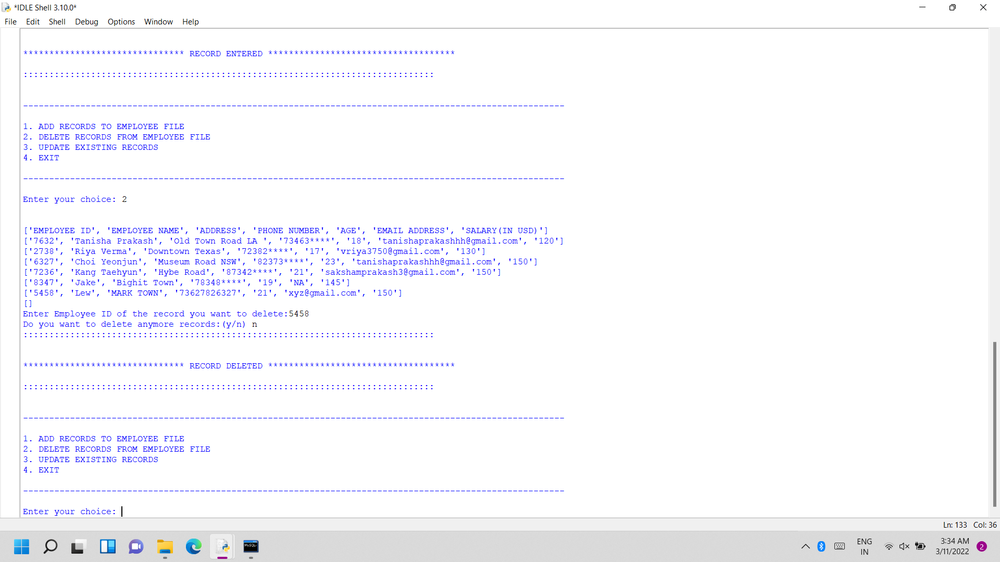 *IDLE Shell 3.10.0*
File Edit Shell Debug Options Window Help
******************************* RECORD ENTERED ************************************
:::::::::::::::::::::::::::::::::::::::::::::::::::::::::::::::::::::::::::::::
--------------------------------------------------------------------------------------------------------
1. ADD RECORDS TO EMPLOYEE FILE
2. DELETE RECORDS FROM EMPLOYEE FILE
3. UPDATE EXISTING RECORDS
4. EXIT
--------------------------------------------------------------------------------------------------------
Enter your choice: 2
['EMPLOYEE ID', 'EMPLOYEE NAME', 'ADDRESS', 'PHONE NUMBER', 'AGE', 'EMAIL ADDRESS', 'SALARY(IN USD)']
['7632', 'Tanisha Prakash', 'Old Town Road LA ', '73463****', '18', 'tanishaprakashhh@gmail.com', '120']
['2738', 'Riya Verma', 'Downtown Texas', '72382****', '17', 'vriya3750@gmail.com', '130']
['6327', 'Choi Yeonjun', 'Museum Road NSW', '82373****', '23', 'tanishaprakashhh@gmail.com', '150']
['7236', 'Kang Taehyun', 'Hybe Road', '87342****', '21', 'sakshamprakash3@gmail.com', '150']
['8347', 'Jake', 'Bighit Town', '78348****', '19', 'NA', '145']
['5458', 'Lew', 'MARK TOWN', '73627826327', '21', 'xyz@gmail.com', '150']
[]
Enter Employee ID of the record you want to delete:5458
Do you want to delete anymore records:(y/n) n
:::::::::::::::::::::::::::::::::::::::::::::::::::::::::::::::::::::::::::::::
******************************* RECORD DELETED ************************************
:::::::::::::::::::::::::::::::::::::::::::::::::::::::::::::::::::::::::::::::
--------------------------------------------------------------------------------------------------------
1. ADD RECORDS TO EMPLOYEE FILE
2. DELETE RECORDS FROM EMPLOYEE FILE
3. UPDATE EXISTING RECORDS
4. EXIT
--------------------------------------------------------------------------------------------------------
Enter your choice:
Ln: 133 Col: 36
MySQL
ENG
IN
3:34 AM
3/11/2022
2